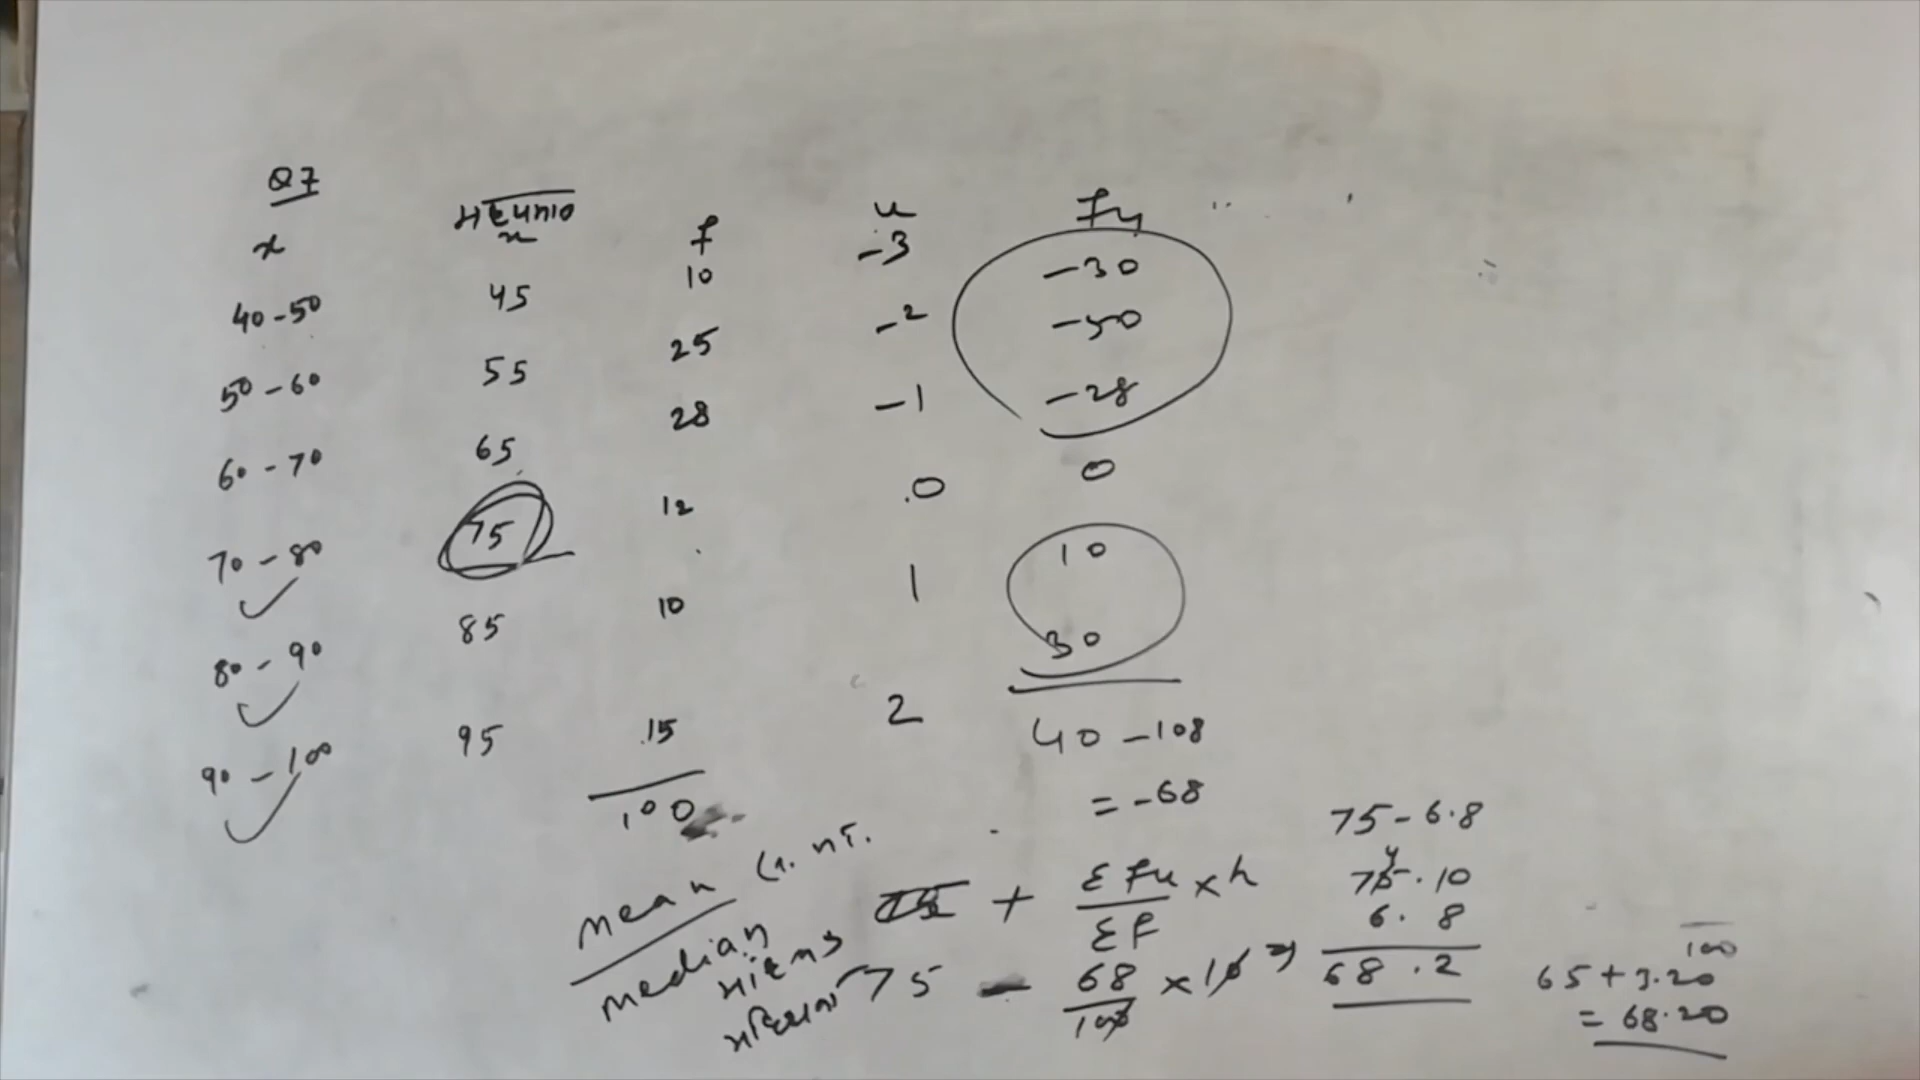 Q7
x x f u fu
40-50 45 10 -3 -30
50-60 55 25 -2 -50
60-70 65 28 -1 -28
70-80 75 12 0 0
80-90 85 10 1 10
90-100 95 15 2 30
100 40-108
= -68
mean
median
+ Σfu/Σf × h
75 - 68/100 × 10
75-6.8
75.10
6.8
68.2
100
65+3.20
= 68.20